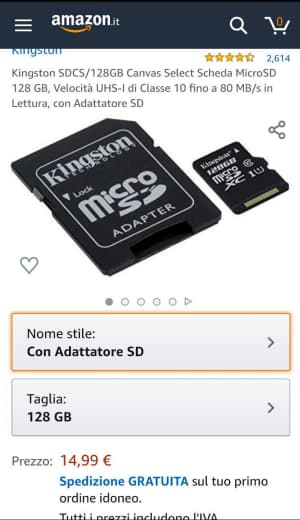 amazon.it
0
Kingston
2,614
Kingston SDCS/128GB Canvas Select Scheda MicroSD
128 GB, Velocità UHS-I di Classe 10 fino a 80 MB/s in
Lettura, con Adattatore SD
Kingston
TECHNOLOGY
Lock
micro
SD
ADAPTER
Kingston
128GB
micro
SD
XC I
10
U1
Nome stile:
Con Adattatore SD
Taglia:
128 GB
Prezzo: 14,99 €
Spedizione GRATUITA sul tuo primo
ordine idoneo.
Tutti i prezzi includono l'IVA